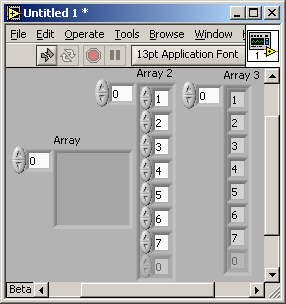 Untitled 1 *
File Edit Operate Tools Browse Window
13pt Application Font
1
Array 2 Array 3
0 0
1 1
2 2
Array
0
3 3
4 4
5 5
6 6
7 7
0 0
Beta